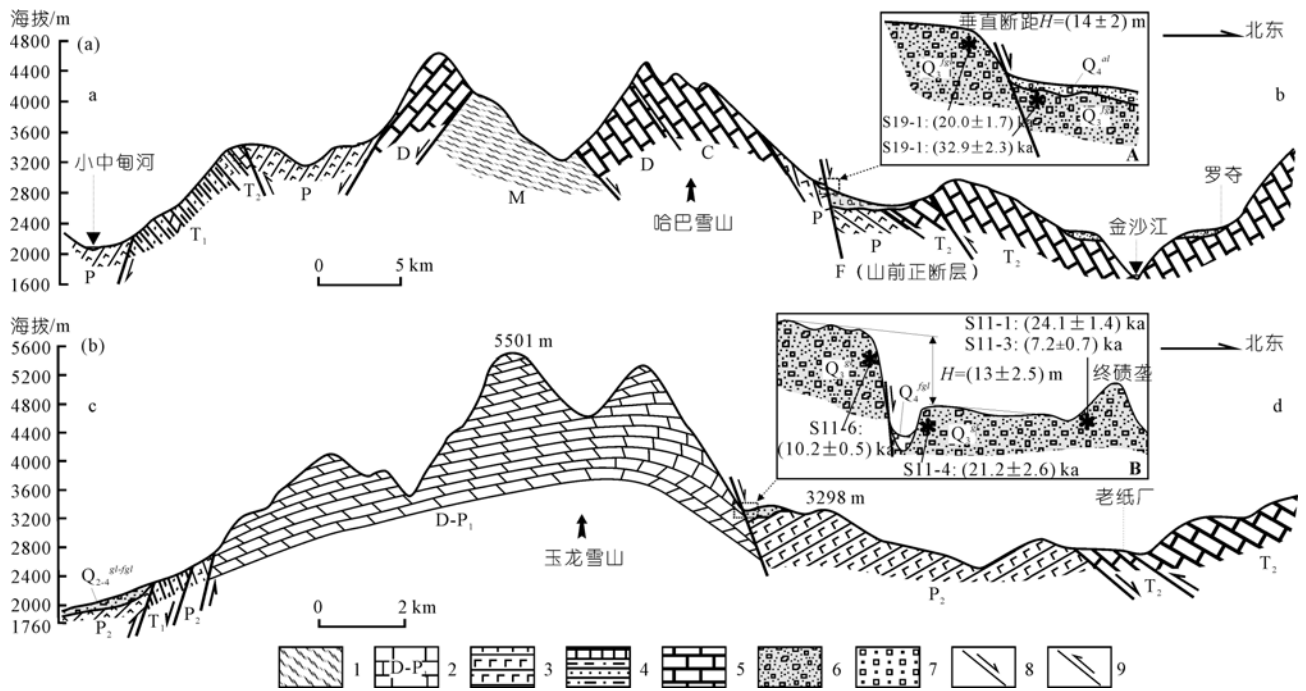 海拔/m
(a)
4800
4400
4000
3600
3200
2800
2400
2000
1600
a
小中甸河
P
T₁
T₂
P
D
M
D
C
哈巴雪山
P
P
T₂
T₂
F（山前正断层）
0 5 km
金沙江
罗夺
b
北东
垂直断距H=(14±2) m
Q₃ᶠᵍˡ
Q₄ᵃˡ
S19-1: (20.0±1.7) ka
S19-1: (32.9±2.3) ka
A
海拔/m
(b)
5600
5200
4800
4400
4000
3600
3200
2800
2400
2000
1760
c
5501 m
Q₂₋₄ᵍˡ⁻ᶠᵍˡ
P₂
T₁
P₂
D-P₁
玉龙雪山
0 2 km
3298 m
P₂
老纸厂
T₂
T₂
d
北东
S11-1: (24.1±1.4) ka
S11-3: (7.2±0.7) ka
H=(13±2.5) m
终碛垄
Q₄ᶠᵍˡ
S11-6:
(10.2±0.5) ka
S11-4: (21.2±2.6) ka
B
1
D-P₁
2
3
4
5
6
7
8
9